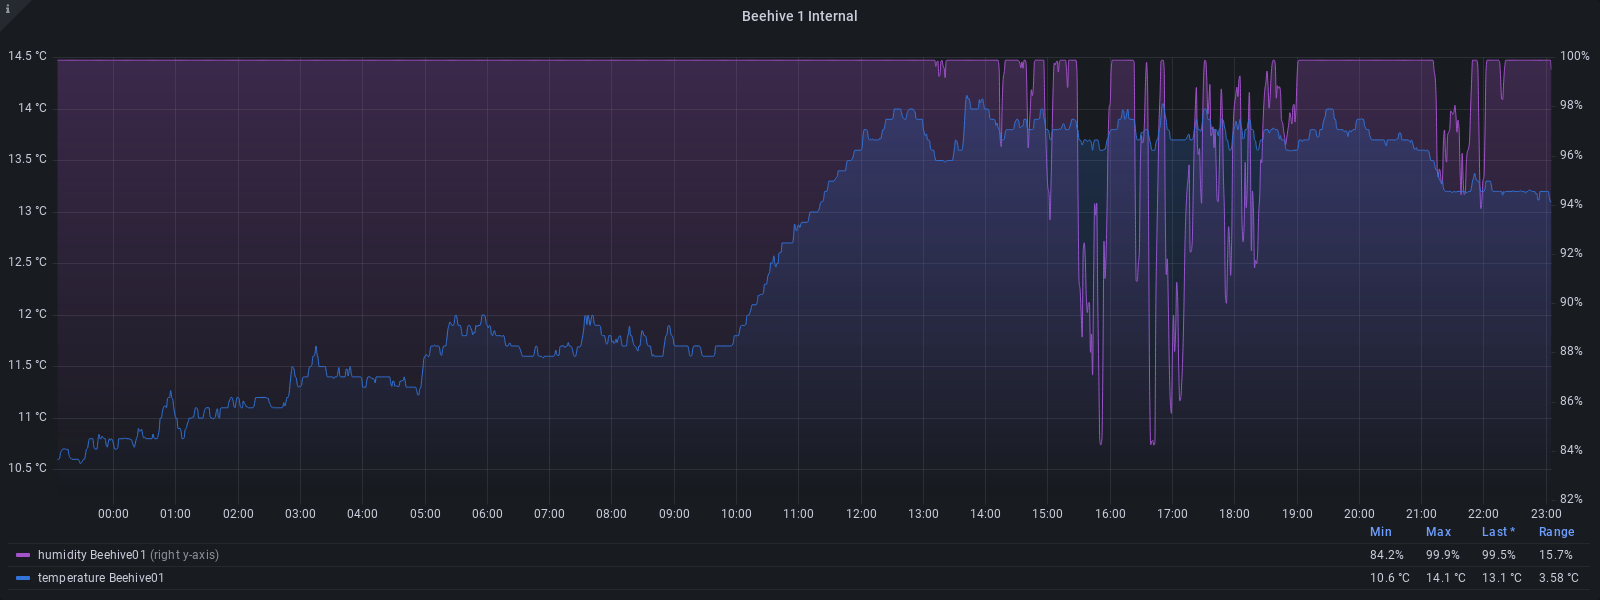 i
Beehive 1 Internal
14.5 °C
14 °C
13.5 °C
13 °C
12.5 °C
12 °C
11.5 °C
11 °C
10.5 °C
100%
98%
96%
94%
92%
90%
88%
86%
84%
82%
00:00 01:00 02:00 03:00 04:00 05:00 06:00 07:00 08:00 09:00 10:00 11:00 12:00 13:00 14:00 15:00 16:00 17:00 18:00 19:00 20:00 21:00 22:00 23:00
Min Max Last * Range
humidity Beehive01 (right y-axis) 84.2% 99.9% 99.5% 15.7%
temperature Beehive01 10.6 °C 14.1 °C 13.1 °C 3.58 °C